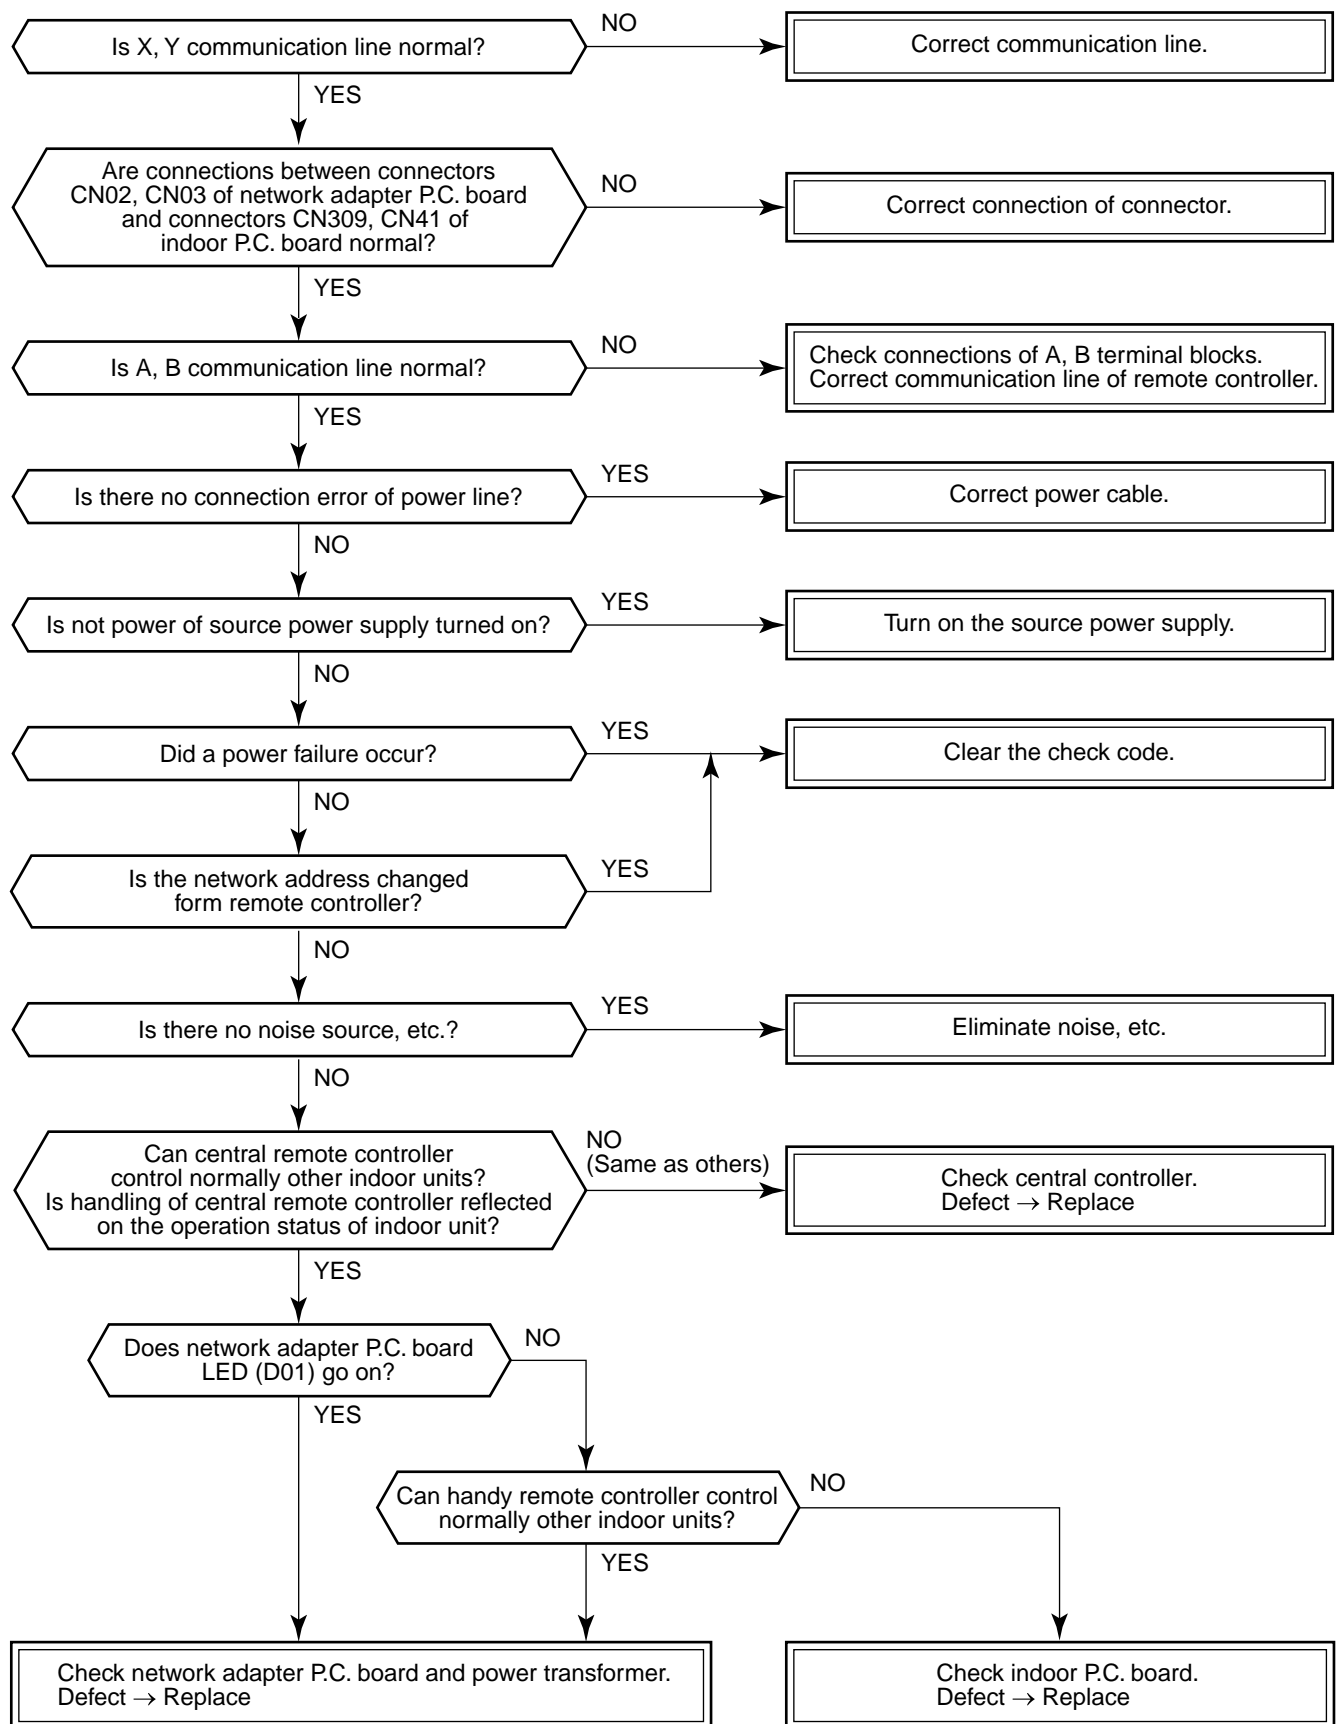 Is X, Y communication line normal?
NO
Correct communication line.
YES
Are connections between connectors
CN02, CN03 of network adapter P.C. board
and connectors CN309, CN41 of
indoor P.C. board normal?
NO
Correct connection of connector.
YES
Is A, B communication line normal?
NO
Check connections of A, B terminal blocks.
Correct communication line of remote controller.
YES
Is there no connection error of power line?
YES
Correct power cable.
NO
Is not power of source power supply turned on?
YES
Turn on the source power supply.
NO
Did a power failure occur?
YES
Clear the check code.
NO
Is the network address changed
form remote controller?
YES
NO
Is there no noise source, etc.?
YES
Eliminate noise, etc.
NO
Can central remote controller
control normally other indoor units?
Is handling of central remote controller reflected
on the operation status of indoor unit?
NO
(Same as others)
Check central controller.
Defect → Replace
YES
Does network adapter P.C. board
LED (D01) go on?
NO
YES
Can handy remote controller control
normally other indoor units?
NO
YES
Check network adapter P.C. board and power transformer.
Defect → Replace
Check indoor P.C. board.
Defect → Replace